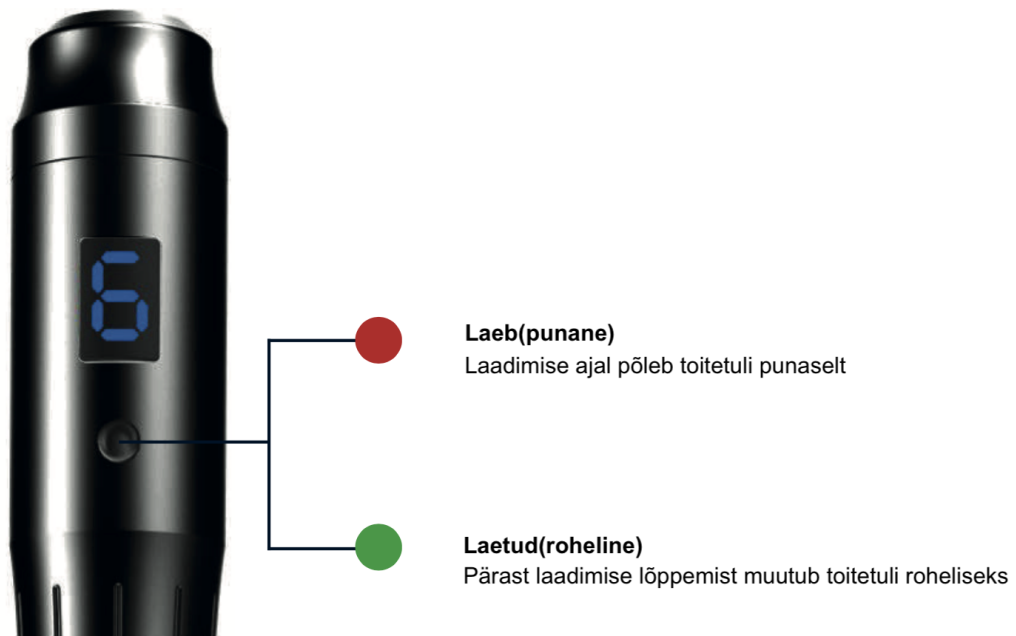 6
Laeb(punane)
Laadimise ajal põleb toitetuli punaselt
Laetud(roheline)
Pärast laadimise lõppemist muutub toitetuli roheliseks